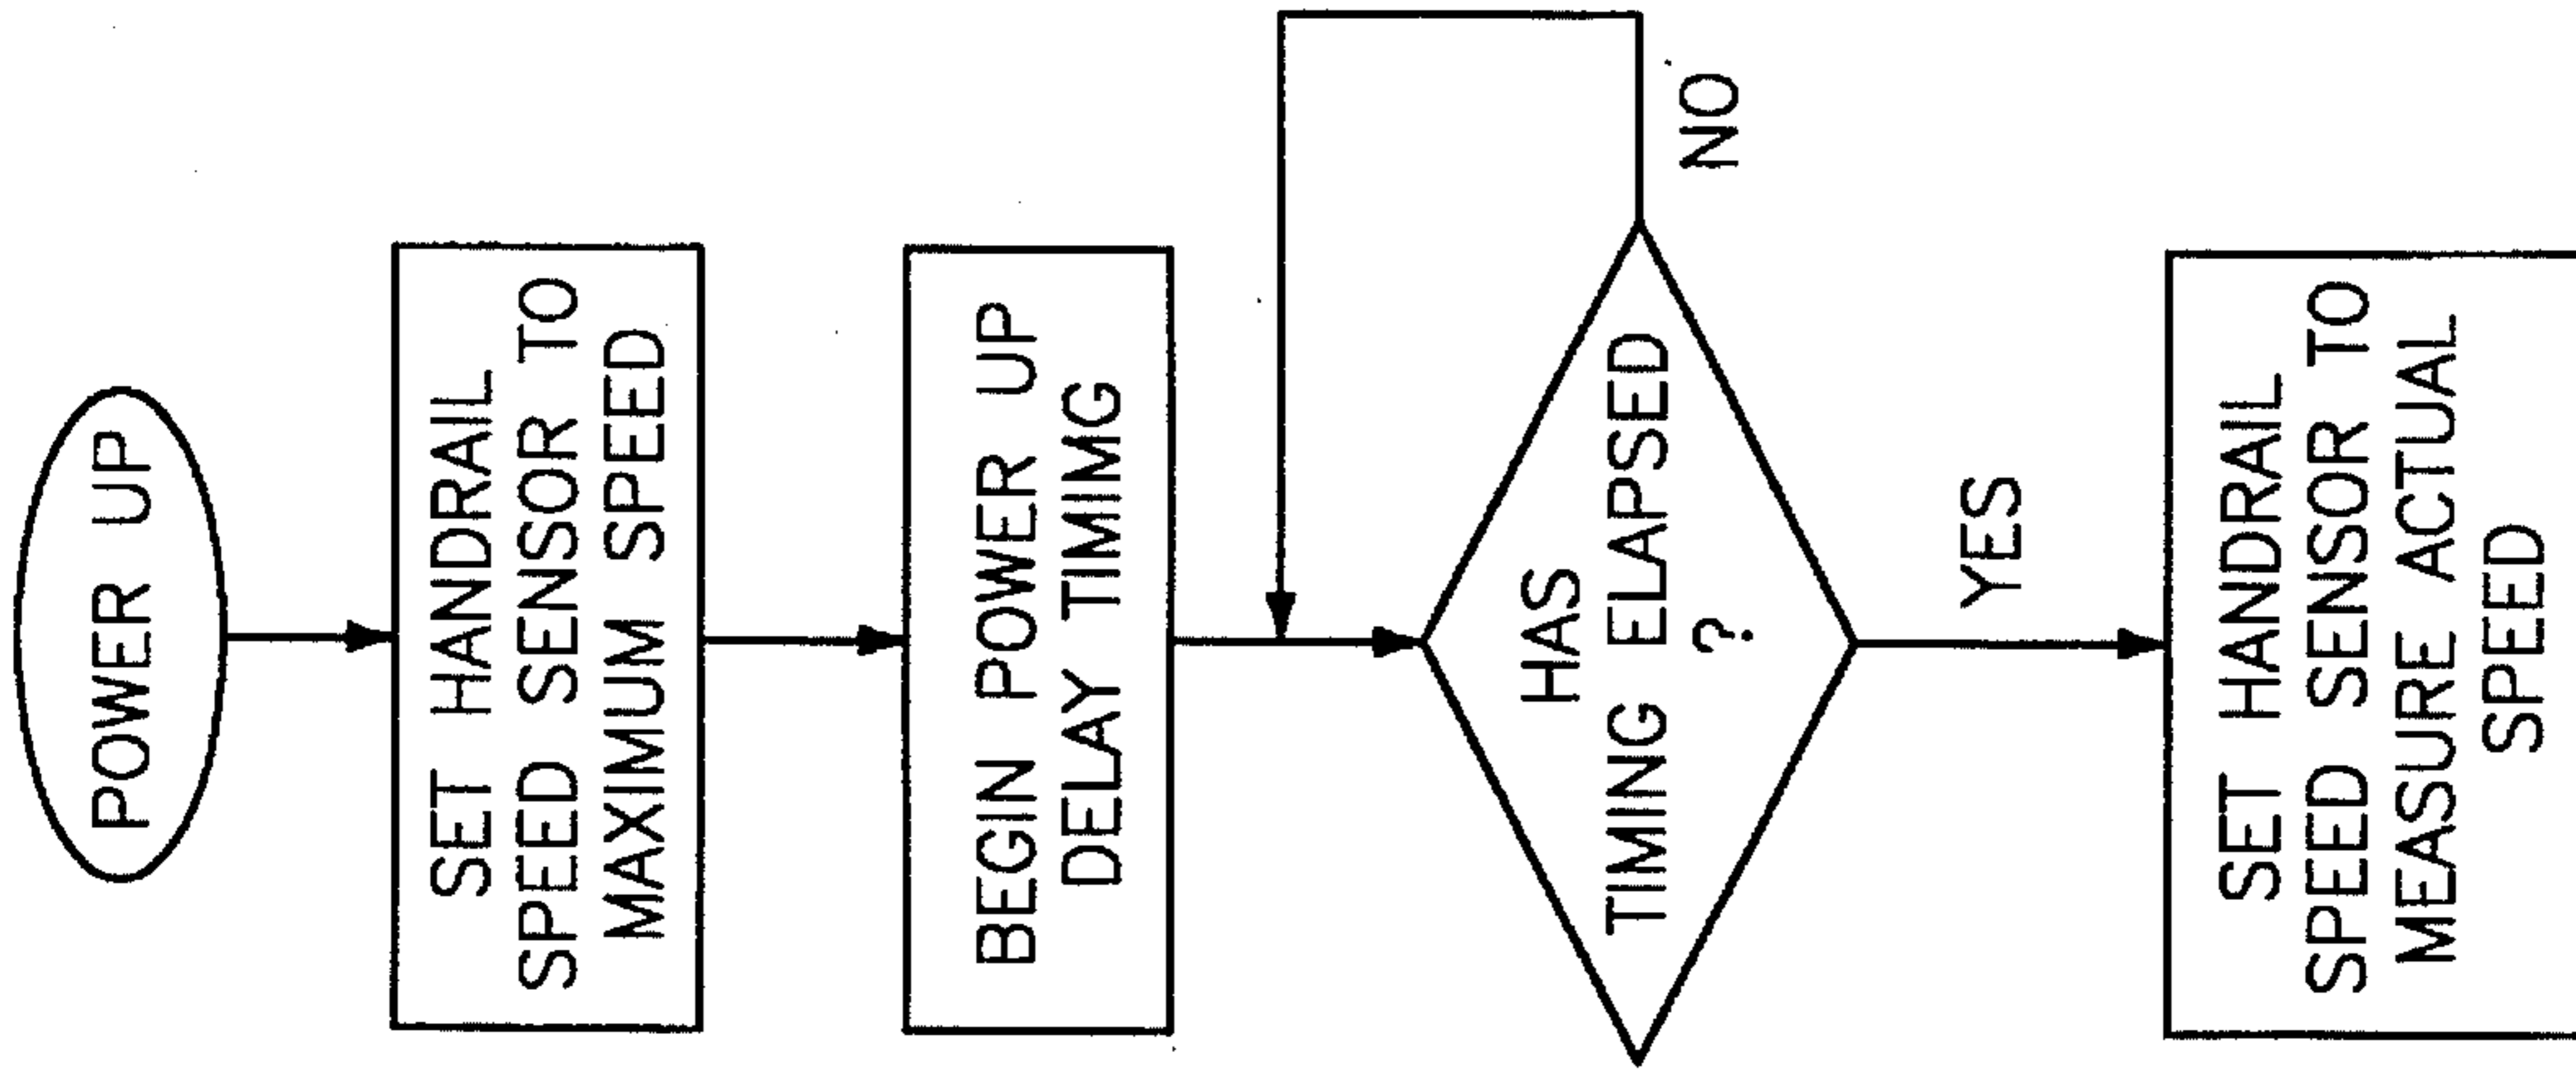 POWER UP
SET HANDRAIL
SPEED SENSOR TO
MAXIMUM SPEED
BEGIN POWER UP
DELAY TIMIMG
HAS
TIMING ELAPSED
?
NO
YES
SET HANDRAIL
SPEED SENSOR TO
MEASURE ACTUAL
SPEED